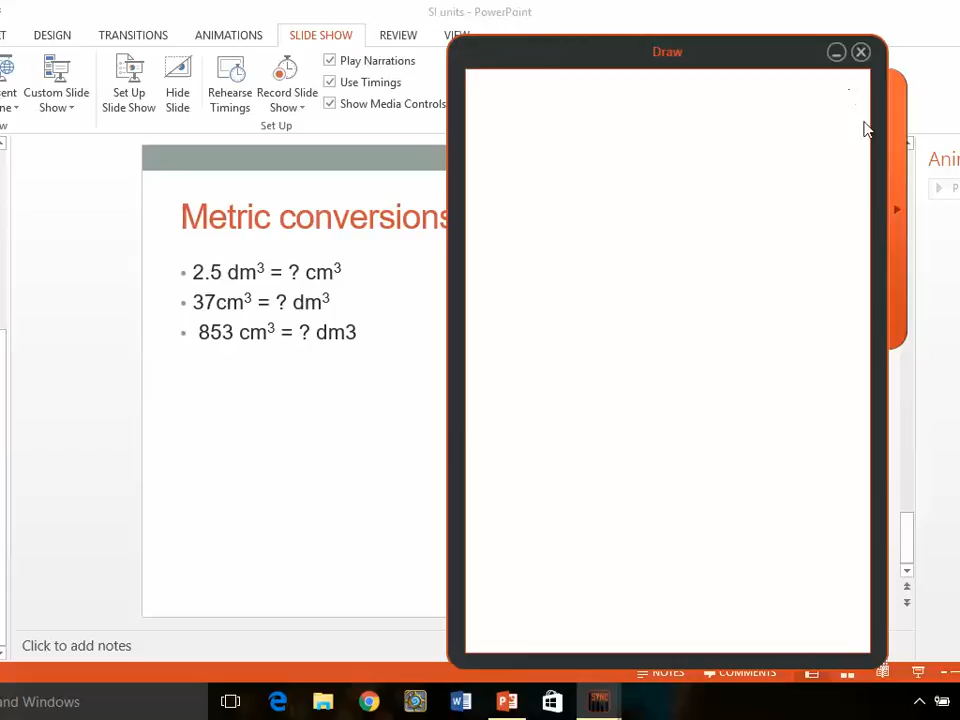 SI units - PowerPoint
DESIGN TRANSITIONS ANIMATIONS SLIDE SHOW REVIEW
Custom Slide Show
Set Up Slide Show
Hide Slide
Rehearse Timings
Record Slide Show
Play Narrations
Use Timings
Show Media Controls
Set Up
Draw
Metric conversions
• 2.5 dm³ = ? cm³
• 37cm³ = ? dm³
• 853 cm³ = ? dm3
Click to add notes
NOTES COMMENTS
and Windows
SYNC